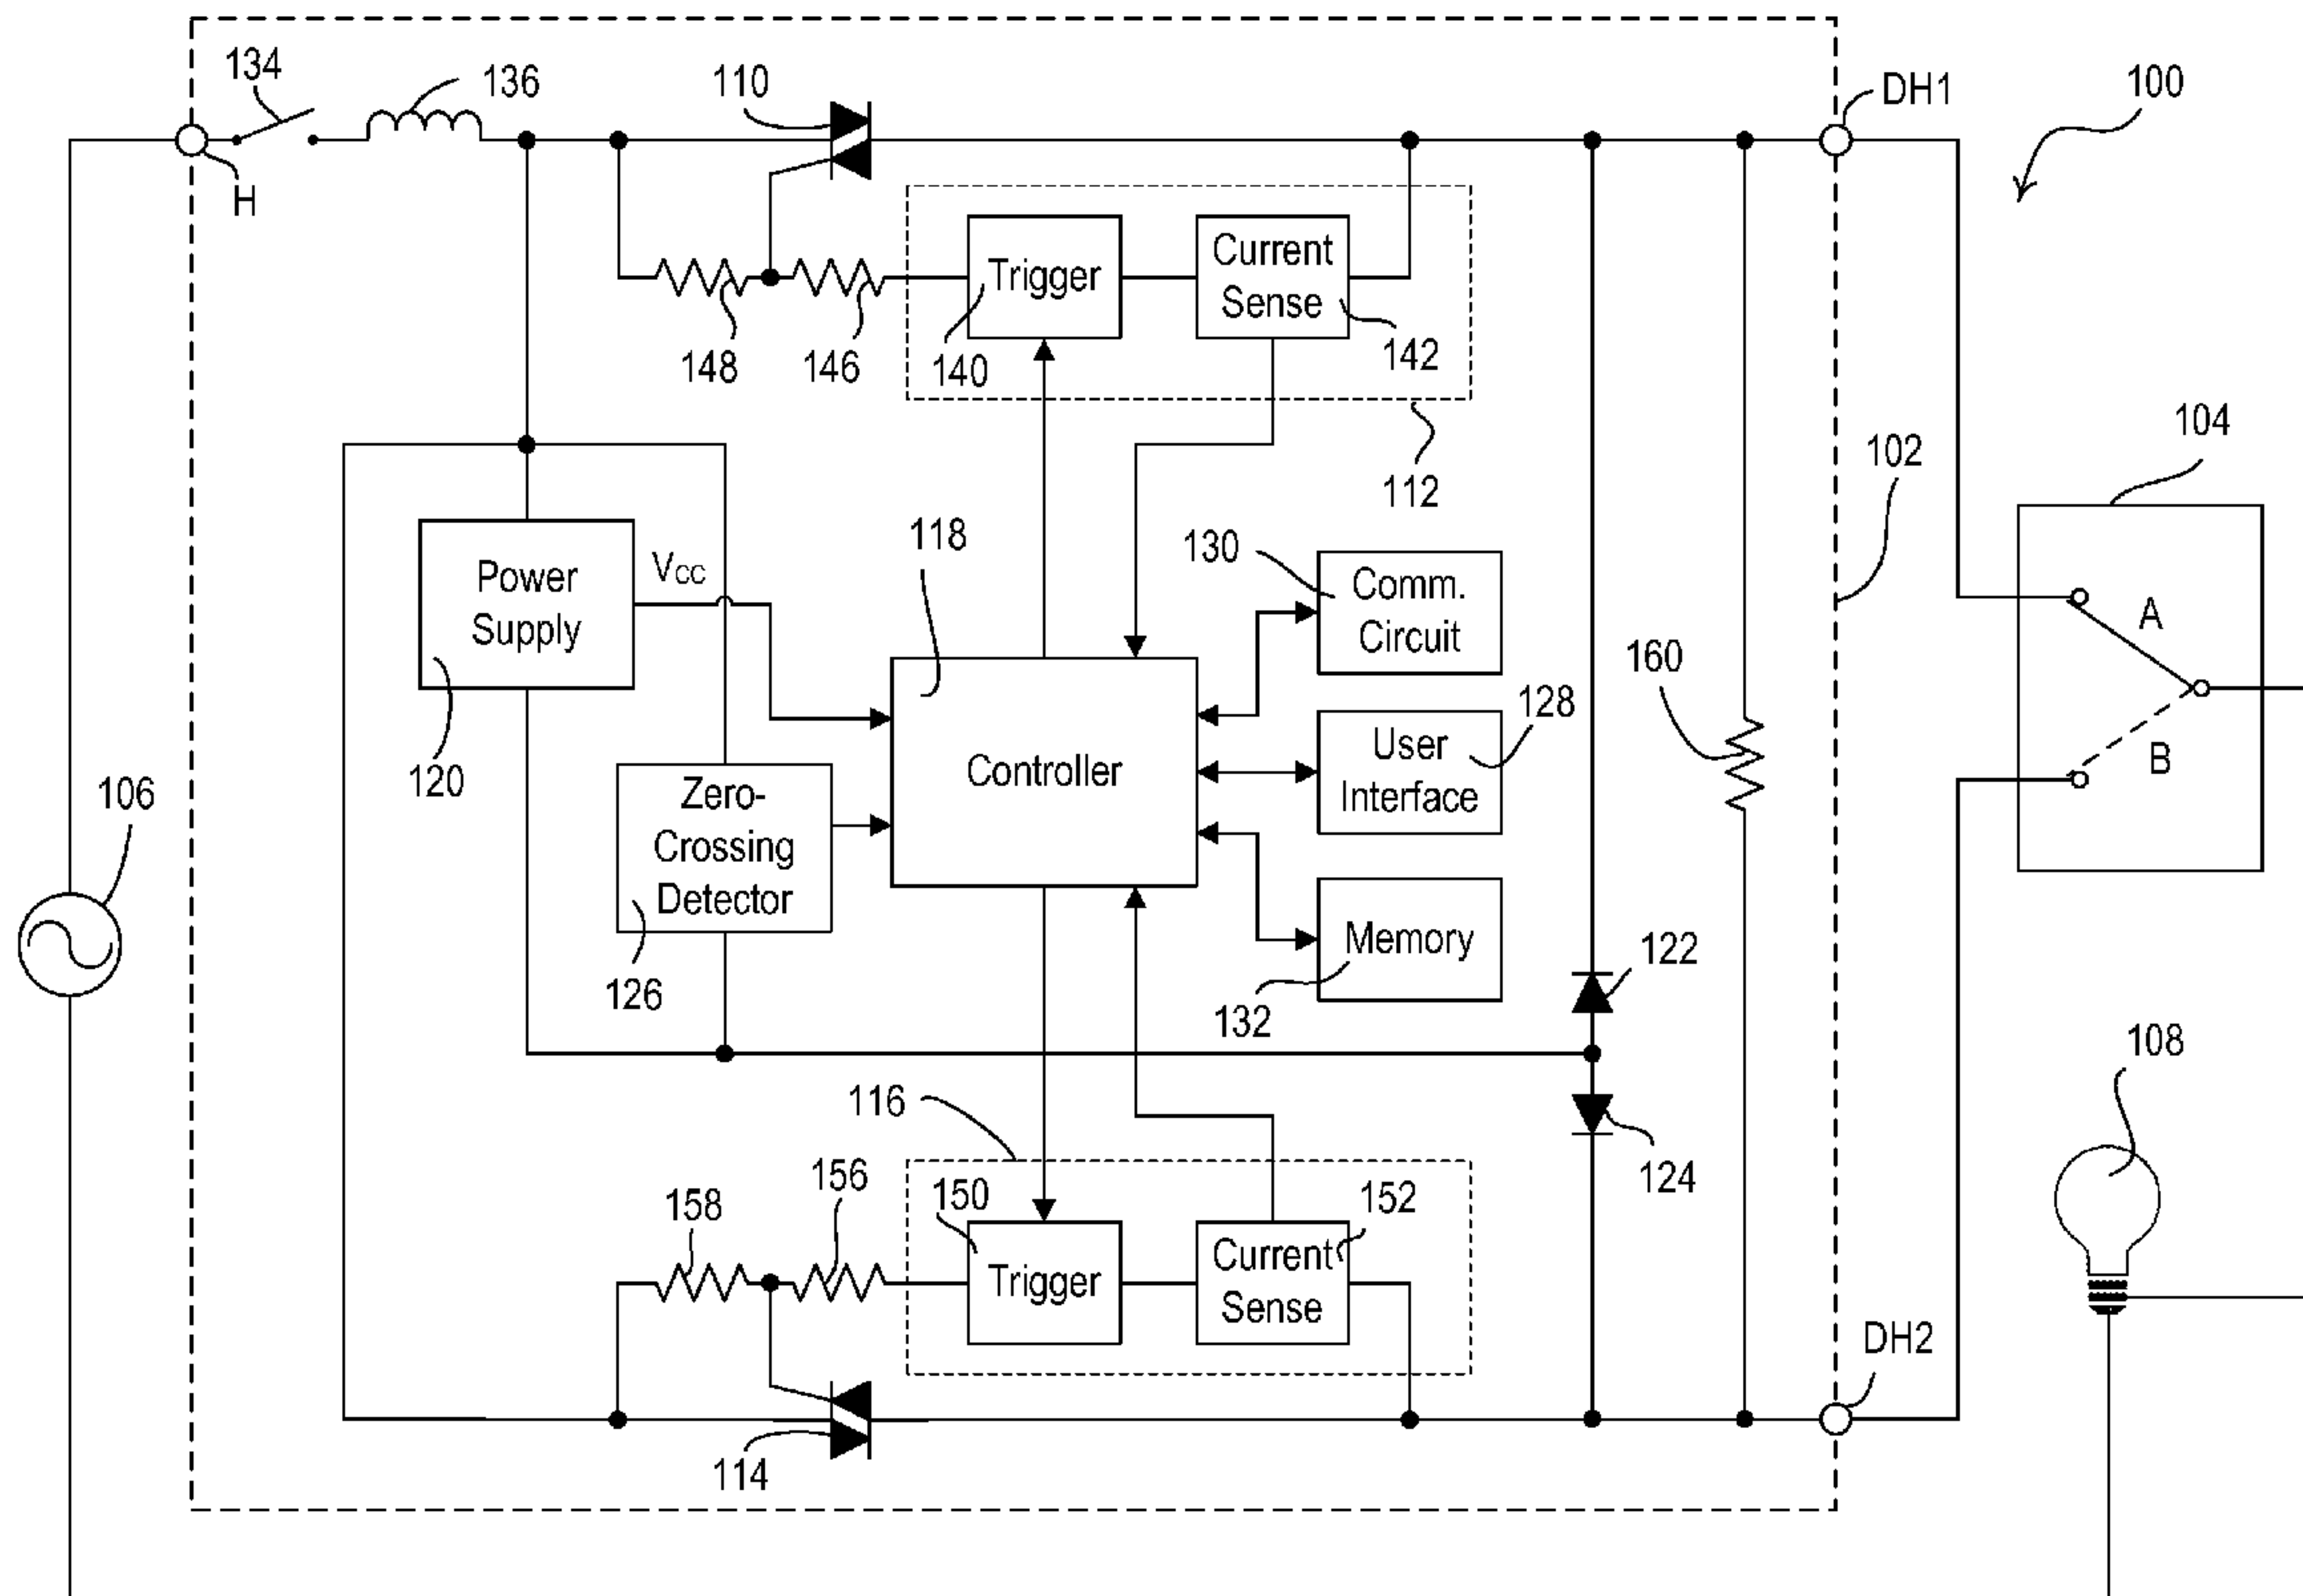 134
136
110
DH1
100
H
Trigger
Current
Sense
148
146
140
142
112
102
104
118
130
Comm.
Circuit
Power
Supply
VCC
A
B
160
128
User
Interface
Controller
120
106
Zero-
Crossing
Detector
126
Memory
132
122
108
116
124
158
156
150
152
Trigger
Current
Sense
DH2
114